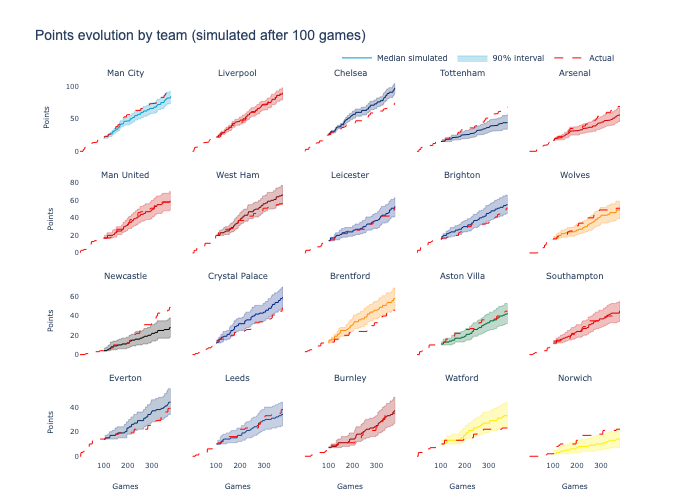 Points evolution by team (simulated after 100 games)
Median simulated 90% interval Actual
Man City Liverpool Chelsea Tottenham Arsenal
100
50
0
Points
Man United West Ham Leicester Brighton Wolves
80
60
40
20
0
Points
Newcastle Crystal Palace Brentford Aston Villa Southampton
60
40
20
0
Points
Everton Leeds Burnley Watford Norwich
40
20
0
Points
100 200 300 100 200 300 100 200 300 100 200 300 100 200 300
Games Games Games Games Games